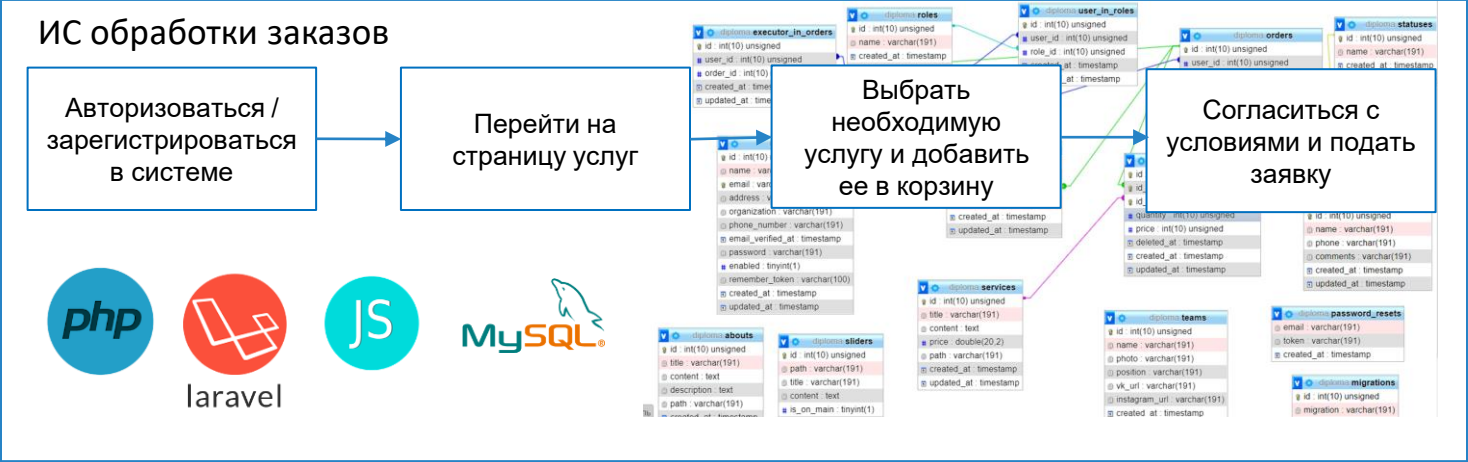 ИС обработки заказов
Авторизоваться /
зарегистрироваться
в системе
Перейти на
страницу услуг
Выбрать
необходимую
услугу и добавить
ее в корзину
Согласиться с
условиями и подать
заявку
php
laravel
JS
MySQL
diploma executor_in_orders
id : int(10) unsigned
user_id : int(10) unsigned
order_id : int(10)
created_at :
updated_at :
diploma roles
id : int(10) unsigned
name : varchar(191)
created_at : timestamp
diploma user_in_roles
id : int(10) unsigned
user_id : int(10) unsigned
role_id : int(10) unsigned
created_at : timestamp
_at : timestamp
diploma orders
id : int(10) unsigned
user_id : int(10) unsigned
diploma statuses
id : int(10) unsigned
name : varchar(191)
created_at : timestamp
id : int(10)
name :
email :
address :
organization : varchar(191)
phone_number : varchar(191)
email_verified_at : timestamp
password : varchar(191)
enabled : tinyint(1)
remember_token : varchar(100)
created_at : timestamp
updated_at : timestamp
created_at : timestamp
updated_at : timestamp
id
quantity : int(10) unsigned
price : int(10) unsigned
deleted_at : timestamp
created_at : timestamp
updated_at : timestamp
id : int(10) unsigned
name : varchar(191)
phone : varchar(191)
comments : varchar(191)
created_at : timestamp
updated_at : timestamp
diploma services
id : int(10) unsigned
title : varchar(191)
content : text
price : double(20,2)
path : varchar(191)
created_at : timestamp
updated_at : timestamp
diploma abouts
id : int(10) unsigned
title : varchar(191)
content : text
description : text
path : varchar(191)
created_at : timestamp
diploma sliders
id : int(10) unsigned
path : varchar(191)
title : varchar(191)
content : text
is_on_main : tinyint(1)
diploma teams
id : int(10) unsigned
name : varchar(191)
photo : varchar(191)
position : varchar(191)
vk_url : varchar(191)
instagram_url : varchar(191)
created_at : timestamp
diploma password_resets
email : varchar(191)
token : varchar(191)
created_at : timestamp
diploma migrations
id : int(10) unsigned
migration : varchar(191)